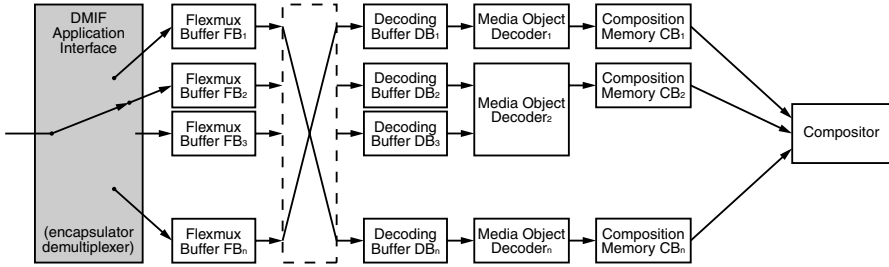 DMIF
Application
Interface
(encapsulator
demultiplexer)
Flexmux
Buffer FB1
Flexmux
Buffer FB2
Flexmux
Buffer FB3
Flexmux
Buffer FBn
Decoding
Buffer DB1
Decoding
Buffer DB2
Decoding
Buffer DB3
Decoding
Buffer DBn
Media Object
Decoder1
Media Object
Decoder2
Media Object
Decodern
Composition
Memory CB1
Composition
Memory CB2
Composition
Memory CBn
Compositor